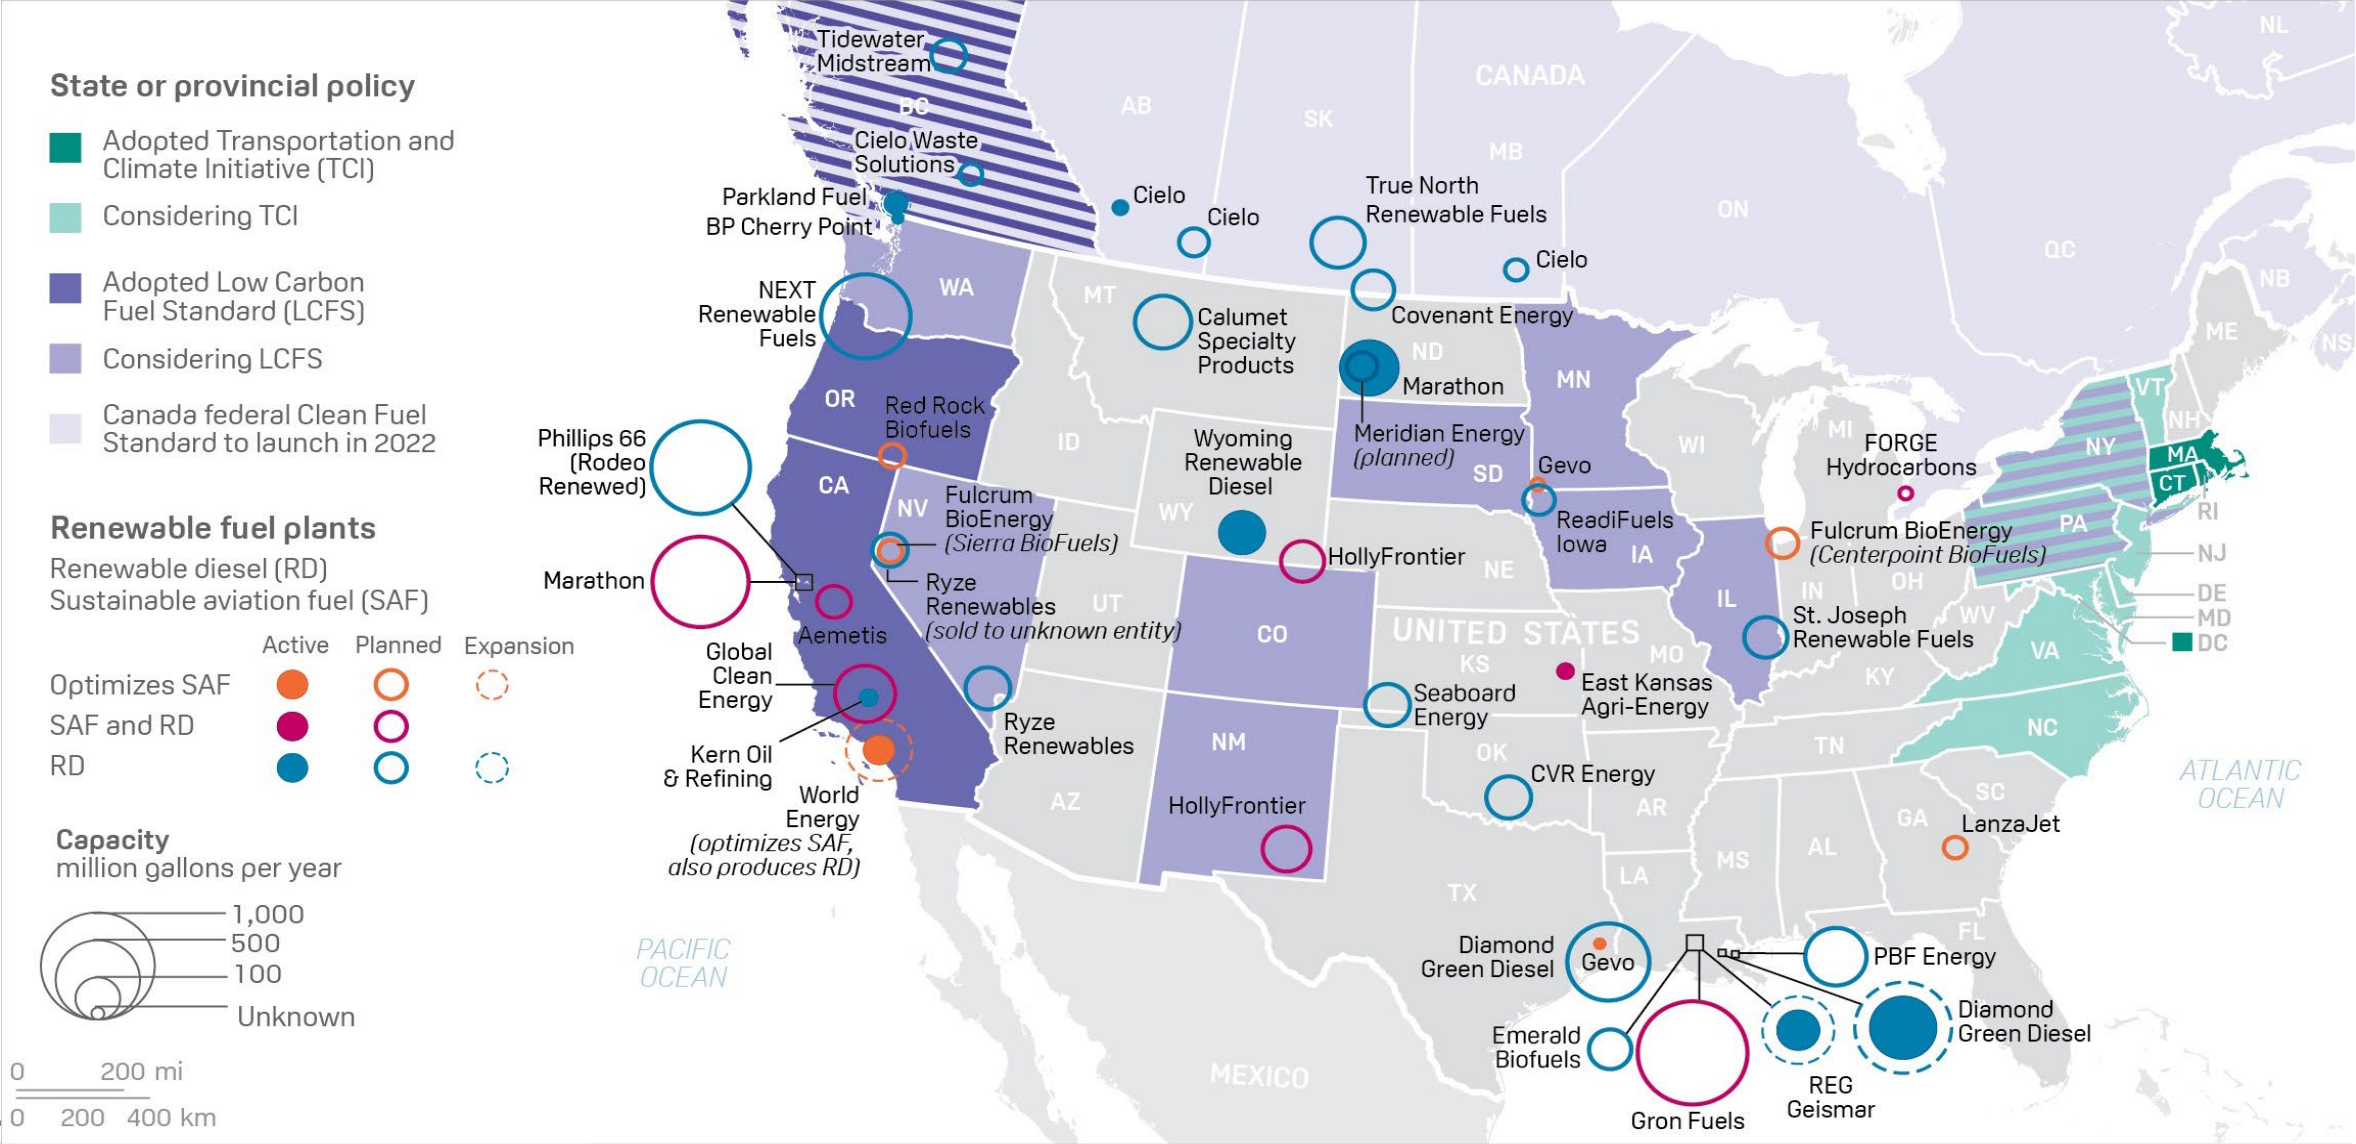 State or provincial policy
Adopted Transportation and
Climate Initiative (TCI)
Considering TCI
Adopted Low Carbon
Fuel Standard (LCFS)
Considering LCFS
Canada federal Clean Fuel
Standard to launch in 2022
Renewable fuel plants
Renewable diesel (RD)
Sustainable aviation fuel (SAF)
Active Planned Expansion
Optimizes SAF
SAF and RD
RD
Capacity
million gallons per year
1,000
500
100
Unknown
0 200 mi
0 200 400 km
Tidewater
Midstream
BC
Cielo Waste
Solutions
Parkland Fuel
BP Cherry Point
AB
SK
CANADA
MB
ON
QC
NL
NB
NS
Cielo
Cielo
True North
Renewable Fuels
Cielo
Covenant Energy
NEXT
Renewable
Fuels
WA
MT
Calumet
Specialty
Products
ND
Marathon
Meridian Energy
(planned)
MN
OR
Red Rock
Biofuels
ID
Wyoming
Renewable
Diesel
WY
SD
Gevo
ReadiFuels
Iowa
IA
WI
MI
FORGE
Hydrocarbons
ME
VT
NH
NY
MA
CT
RI
PA
NJ
DE
MD
DC
Phillips 66
(Rodeo
Renewed)
CA
NV
Fulcrum
BioEnergy
(Sierra BioFuels)
Marathon
Ryze
Renewables
(sold to unknown entity)
Aemetis
UT
HollyFrontier
NE
Fulcrum BioEnergy
(Centerpoint BioFuels)
IN
OH
IL
WV
St. Joseph
Renewable Fuels
Global
Clean
Energy
CO
UNITED STATES
KS
MO
KY
VA
East Kansas
Agri-Energy
Seaboard
Energy
Ryze
Renewables
Kern Oil
& Refining
World
Energy
(optimizes SAF,
also produces RD)
AZ
NM
HollyFrontier
OK
CVR Energy
AR
TN
NC
SC
GA
LanzaJet
MS
AL
LA
TX
FL
ATLANTIC
OCEAN
PACIFIC
OCEAN
MEXICO
Diamond
Green Diesel
Gevo
PBF Energy
Emerald
Biofuels
Gron Fuels
REG
Geismar
Diamond
Green Diesel